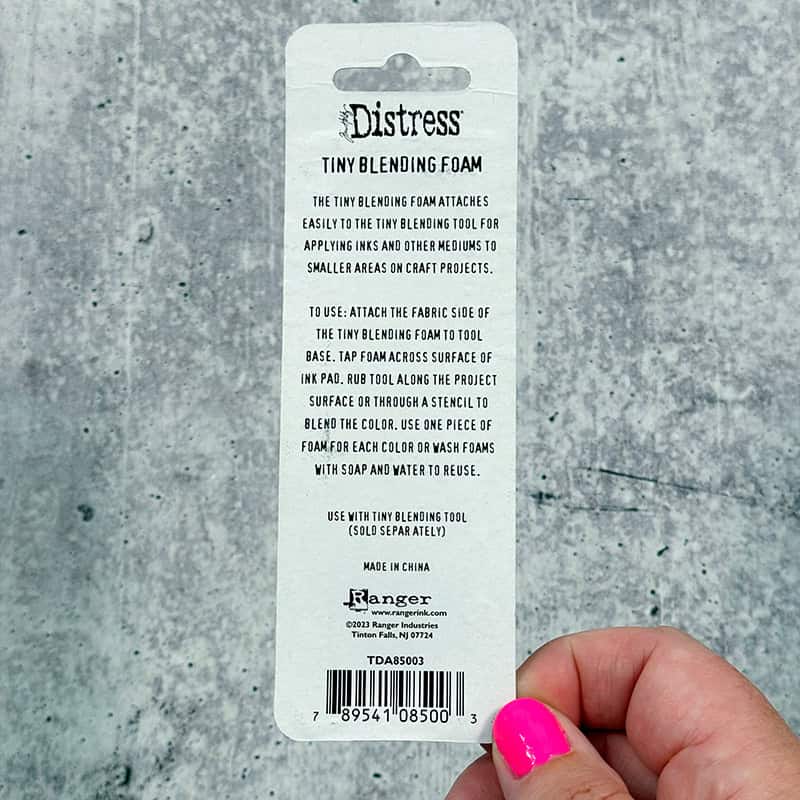 Tim Holtz Distress
TINY BLENDING FOAM
THE TINY BLENDING FOAM ATTACHES
EASILY TO THE TINY BLENDING TOOL FOR
APPLYING INKS AND OTHER MEDIUMS TO
SMALLER AREAS ON CRAFT PROJECTS.
TO USE: ATTACH THE FABRIC SIDE OF
THE TINY BLENDING FOAM TO TOOL
BASE. TAP FOAM ACROSS SURFACE OF
INK PAD. RUB TOOL ALONG THE PROJECT
SURFACE OR THROUGH A STENCIL TO
BLEND THE COLOR. USE ONE PIECE OF
FOAM FOR EACH COLOR OR WASH FOAMS
WITH SOAP AND WATER TO REUSE.
USE WITH TINY BLENDING TOOL
(SOLD SEPARATELY)
MADE IN CHINA
Ranger
www.rangerink.com
©2023 Ranger Industries
Tinton Falls, NJ 07724
TDA85003
7 89541 08500 3